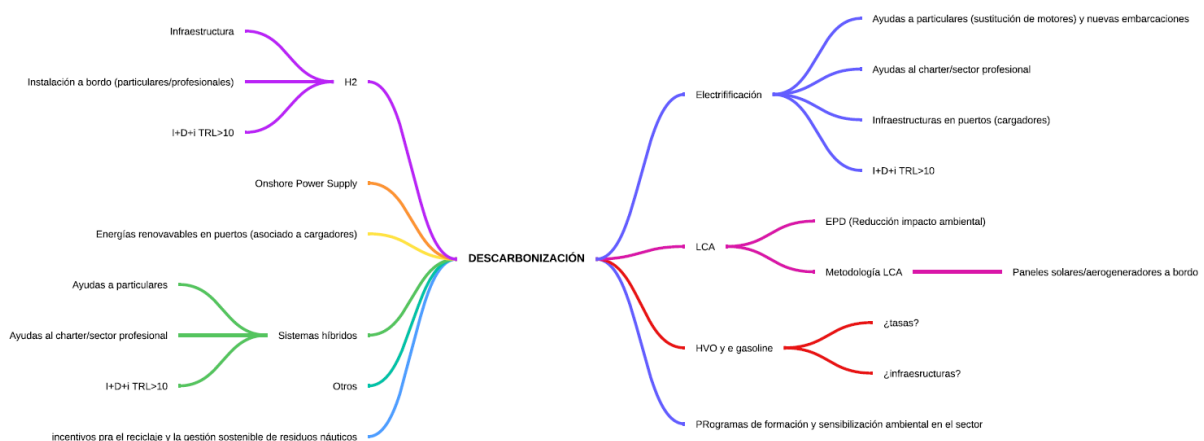 DESCARBONIZACIÓN
H2
Infraestructura
Instalación a bordo (particulares/profesionales)
I+D+i TRL>10
Onshore Power Supply
Energías renovavables en puertos (asociado a cargadores)
Sistemas híbridos
Ayudas a particulares
Ayudas al charter/sector profesional
I+D+i TRL>10
Otros
incentivos pra el reciclaje y la gestión sostenible de residuos náuticos
Electrifificación
Ayudas a particulares (sustitución de motores) y nuevas embarcaciones
Ayudas al charter/sector profesional
Infraestructuras en puertos (cargadores)
I+D+i TRL>10
LCA
EPD (Reducción impacto ambiental)
Metodología LCA
Paneles solares/aerogeneradores a bordo
HVO y e gasoline
¿tasas?
¿infraesructuras?
PRogramas de formación y sensibilización ambiental en el sector